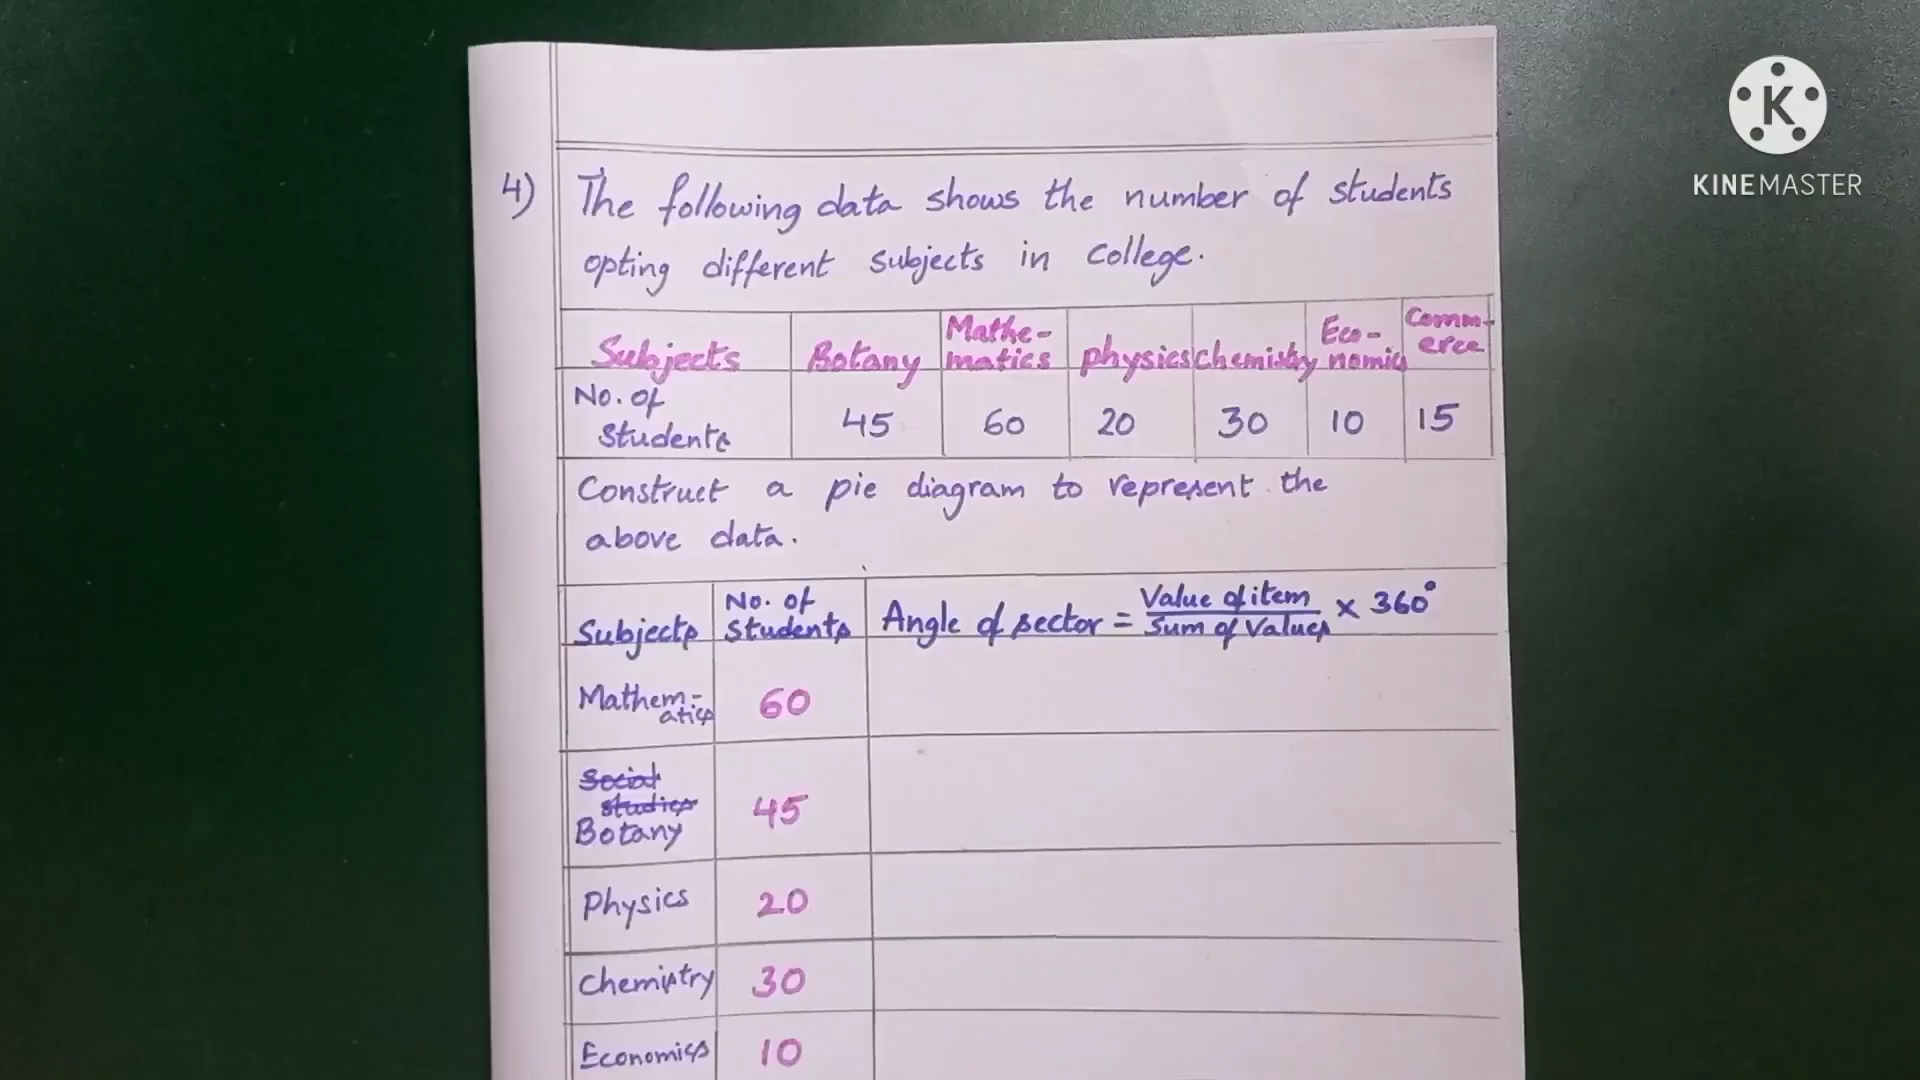 K
KINEMASTER
4) The following data shows the number of students
opting different subjects in college.
Subjects Botany Mathe-matics physics chemistry Eco-nomics Comm-erce
No. of Students 45 60 20 30 10 15
Construct a pie diagram to represent the
above data.
Subjects No. of Students Angle of sector = Value of item / Sum of Values × 360°
Mathem-atics 60
Social studies Botany 45
Physics 20
Chemistry 30
Economics 10